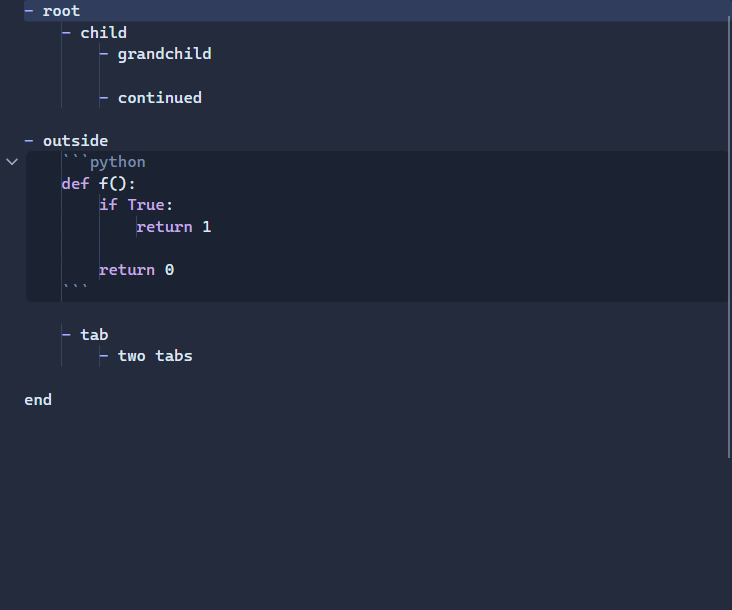 - root
    - child
        - grandchild

        - continued

- outside
    ```python
    def f():
        if True:
            return 1

        return 0
    ```

    - tab
        - two tabs

end